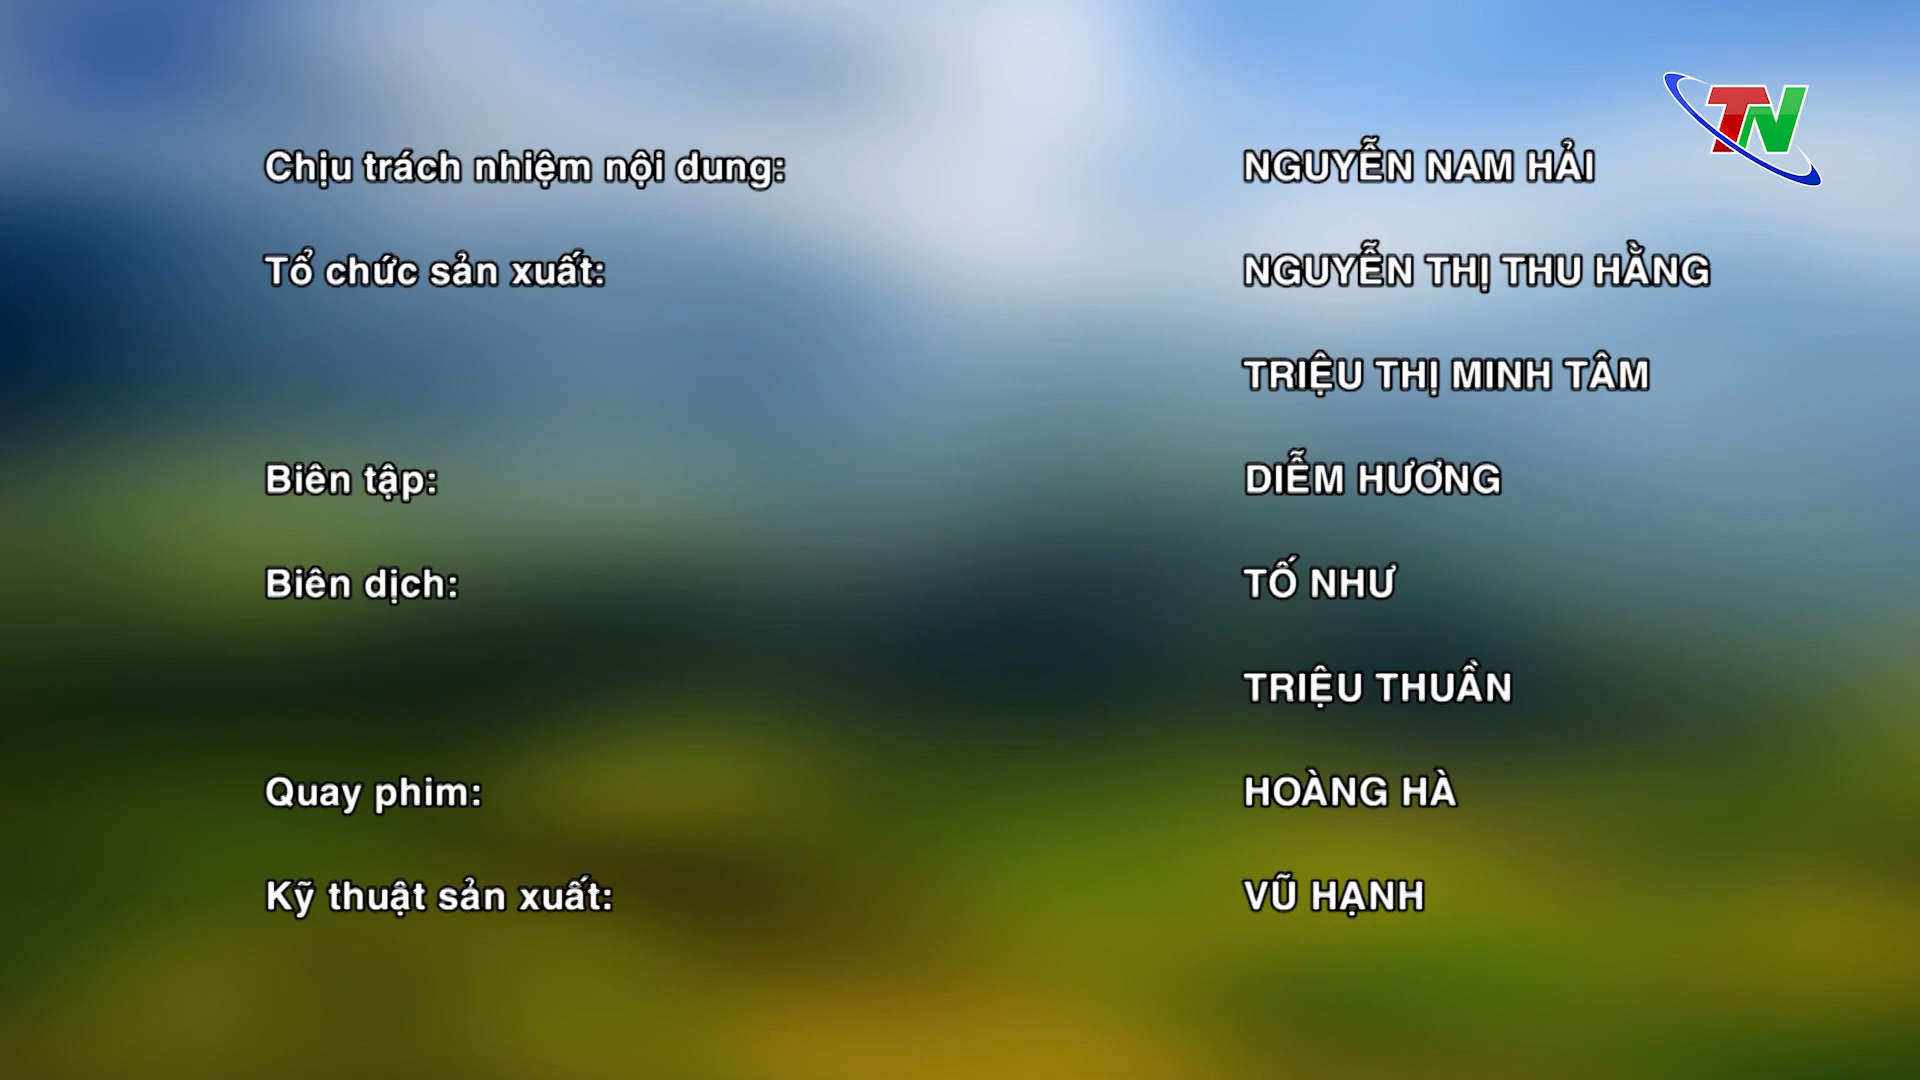 TN
Chịu trách nhiệm nội dung: NGUYỄN NAM HẢI
Tổ chức sản xuất: NGUYỄN THỊ THU HẰNG
TRIỆU THỊ MINH TÂM
Biên tập: DIỄM HƯƠNG
Biên dịch: TỐ NHƯ
TRIỆU THUẦN
Quay phim: HOÀNG HÀ
Kỹ thuật sản xuất: VŨ HẠNH